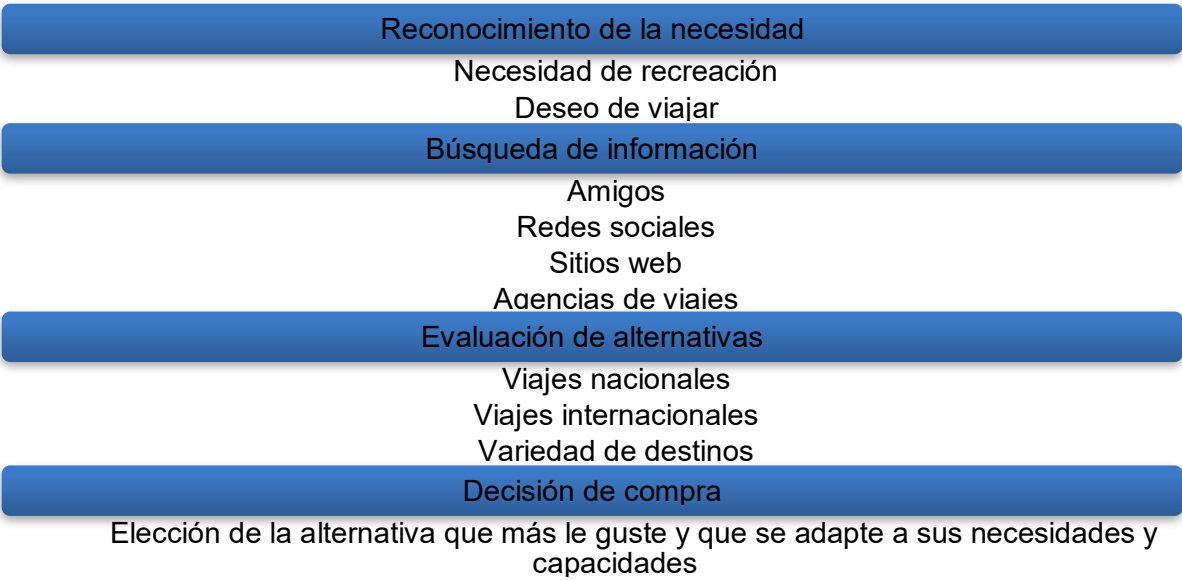 Reconocimiento de la necesidad
Necesidad de recreación
Deseo de viajar
Búsqueda de información
Amigos
Redes sociales
Sitios web
Agencias de viajes
Evaluación de alternativas
Viajes nacionales
Viajes internacionales
Variedad de destinos
Decisión de compra
Elección de la alternativa que más le guste y que se adapte a sus necesidades y
capacidades